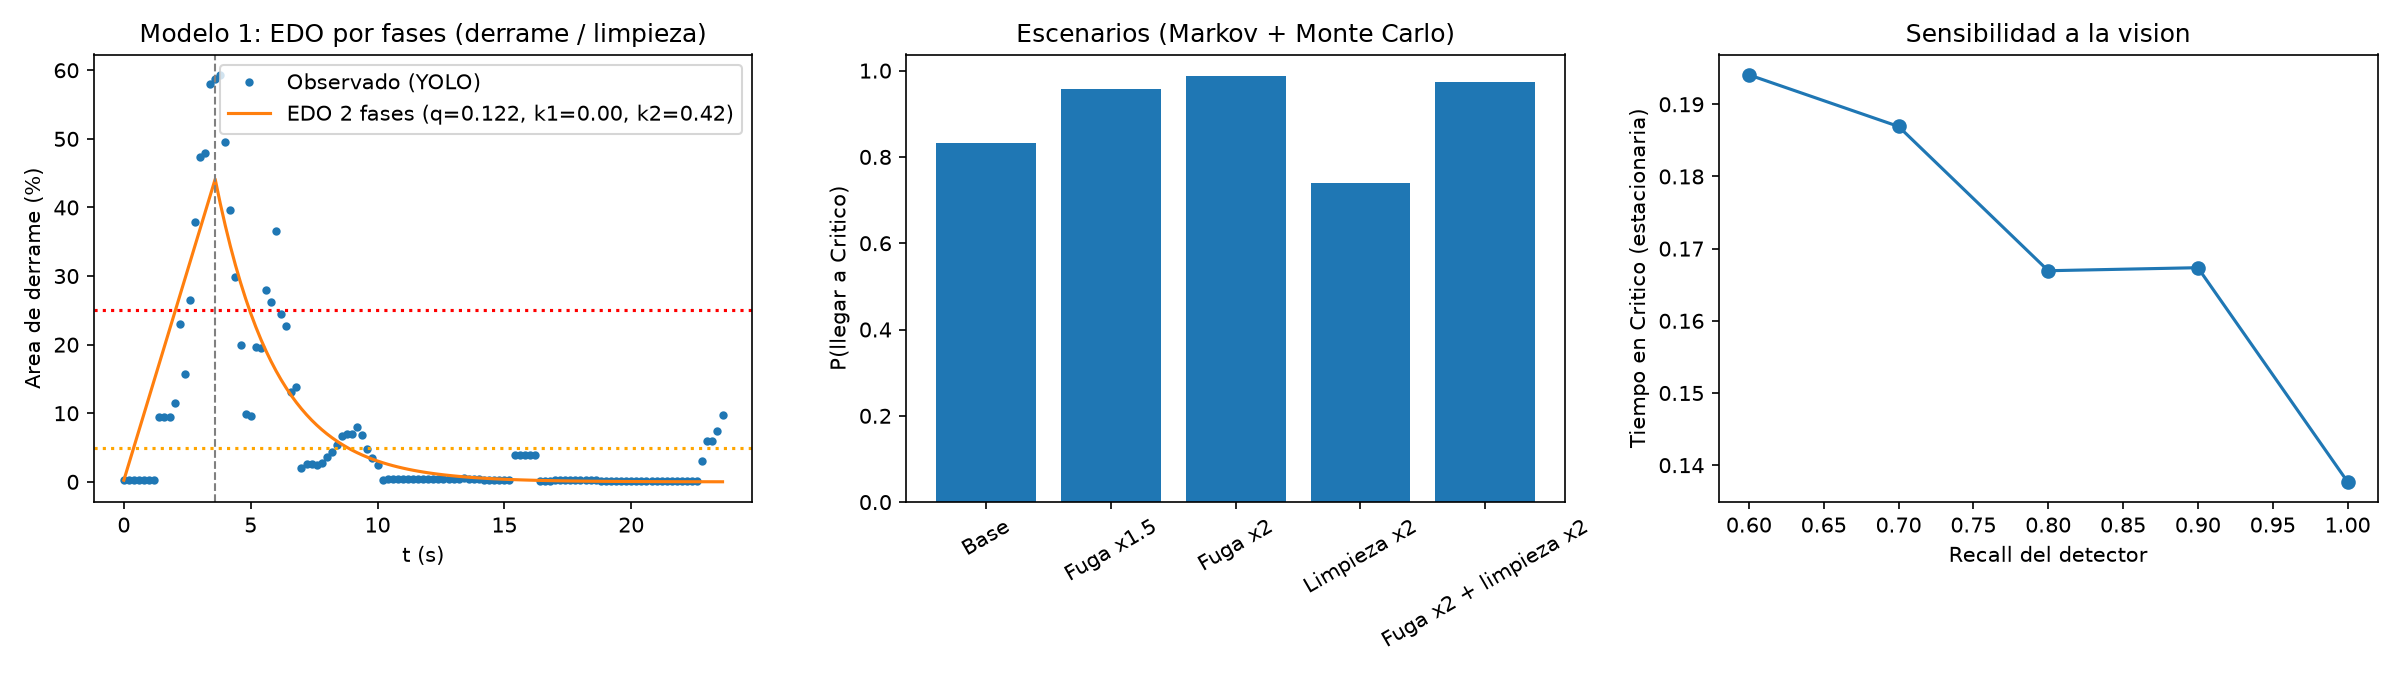 Modelo 1: EDO por fases (derrame / limpieza)
Observado (YOLO)
EDO 2 fases (q=0.122, k1=0.00, k2=0.42)
Area de derrame (%)
60
50
40
30
20
10
0
0 5 10 15 20
t (s)
Escenarios (Markov + Monte Carlo)
P(llegar a Critico)
1.0
0.8
0.6
0.4
0.2
0.0
Base
Fuga x1.5
Fuga x2
Limpieza x2
Fuga x2 + limpieza x2
Sensibilidad a la vision
Tiempo en Critico (estacionaria)
0.19
0.18
0.17
0.16
0.15
0.14
0.60 0.65 0.70 0.75 0.80 0.85 0.90 0.95 1.00
Recall del detector